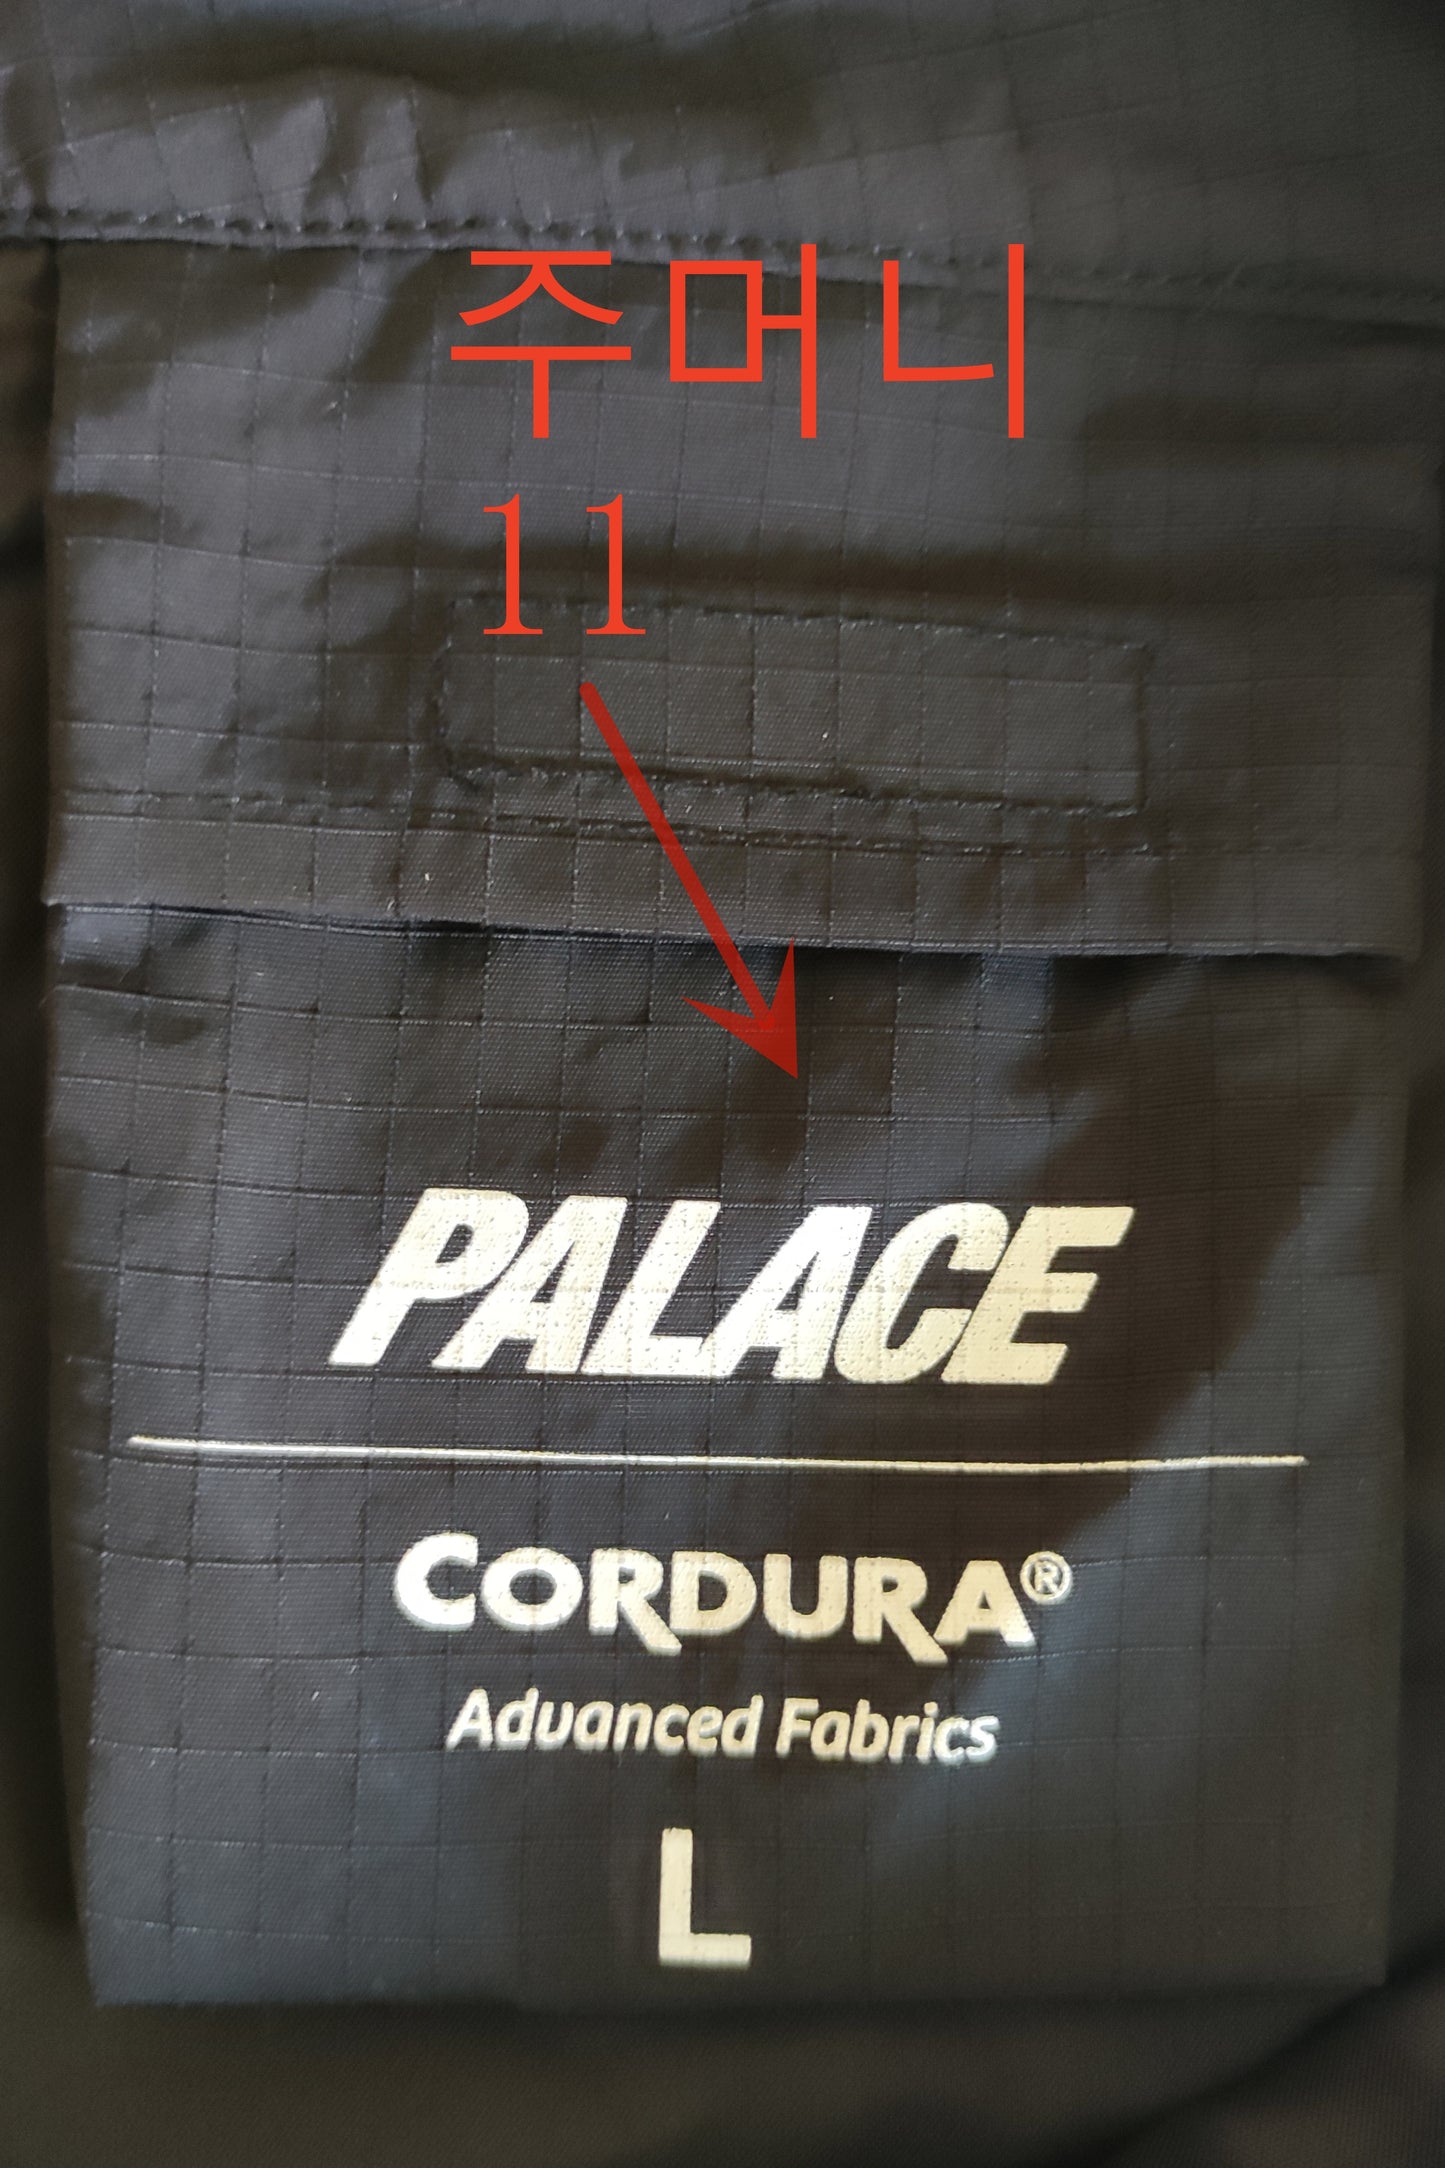 주머니
11
PALACE
CORDURA®
Advanced Fabrics
L